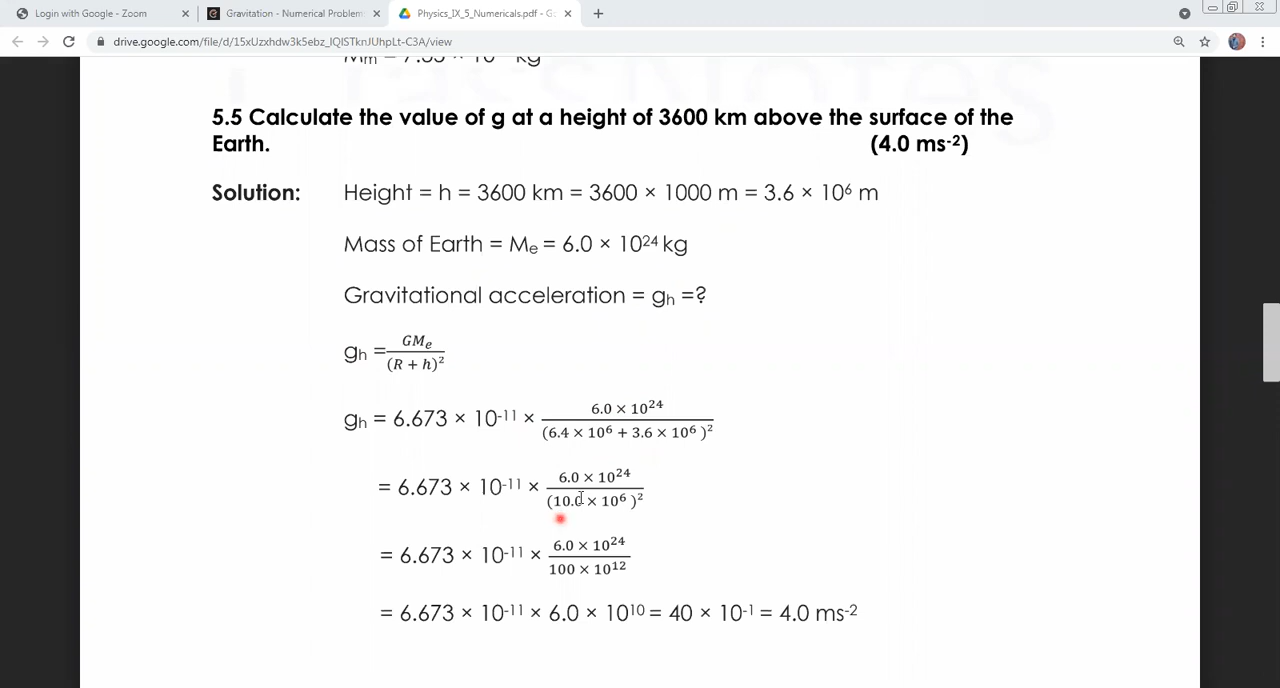 Login with Google - Zoom
Gravitation - Numerical Problem
Physics_IX_5_Numericals.pdf - Go
drive.google.com/file/d/15xUzxhdw3k5ebz_lQISTknJUhpLt-C3A/view
5.5 Calculate the value of g at a height of 3600 km above the surface of the
Earth. (4.0 ms⁻²)
Solution: Height = h = 3600 km = 3600 × 1000 m = 3.6 × 10⁶ m
Mass of Earth = Mₑ = 6.0 × 10²⁴ kg
Gravitational acceleration = gₕ =?
gₕ = GMₑ / (R + h)²
gₕ = 6.673 × 10⁻¹¹ × 6.0 × 10²⁴ / (6.4 × 10⁶ + 3.6 × 10⁶ )²
= 6.673 × 10⁻¹¹ × 6.0 × 10²⁴ / (10.0 × 10⁶ )²
= 6.673 × 10⁻¹¹ × 6.0 × 10²⁴ / 100 × 10¹²
= 6.673 × 10⁻¹¹ × 6.0 × 10¹⁰ = 40 × 10⁻¹ = 4.0 ms⁻²